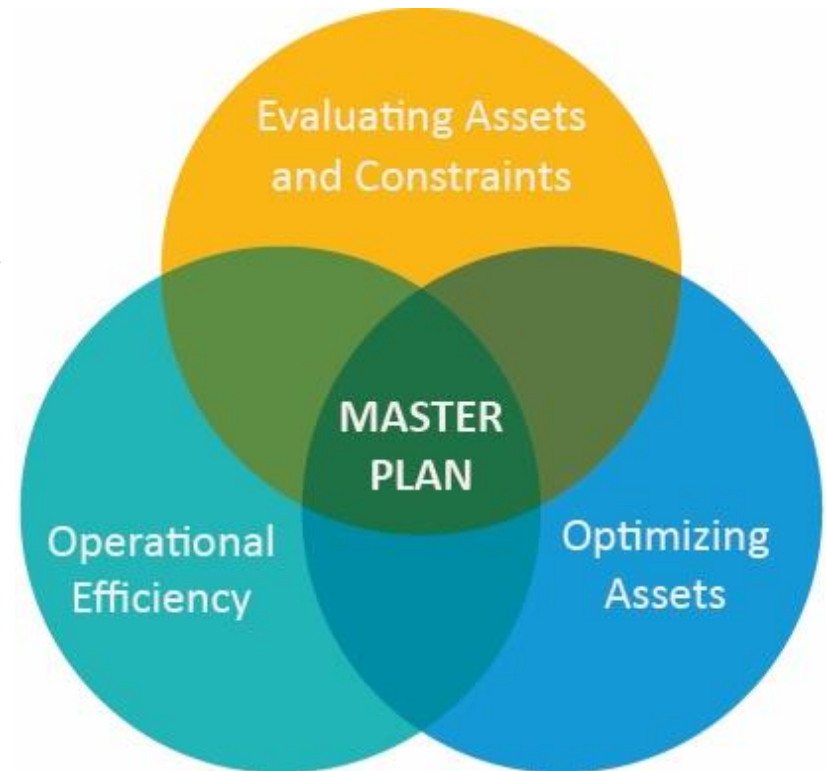 Evaluating Assets
and Constraints
MASTER
PLAN
Operational
Efficiency
Optimizing
Assets